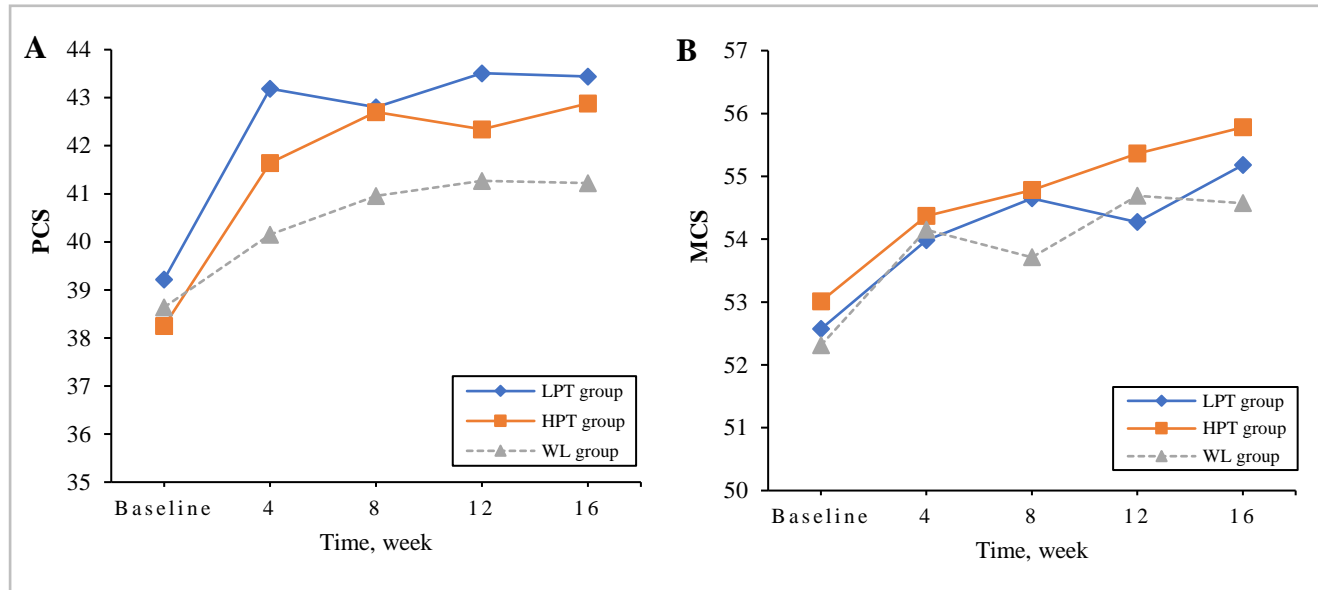 A
44
43
42
41
40
39
38
37
36
35
PCS
Baseline 4 8 12 16
Time, week
LPT group
HPT group
WL group
B
57
56
55
54
53
52
51
50
MCS
Baseline 4 8 12 16
Time, week
LPT group
HPT group
WL group